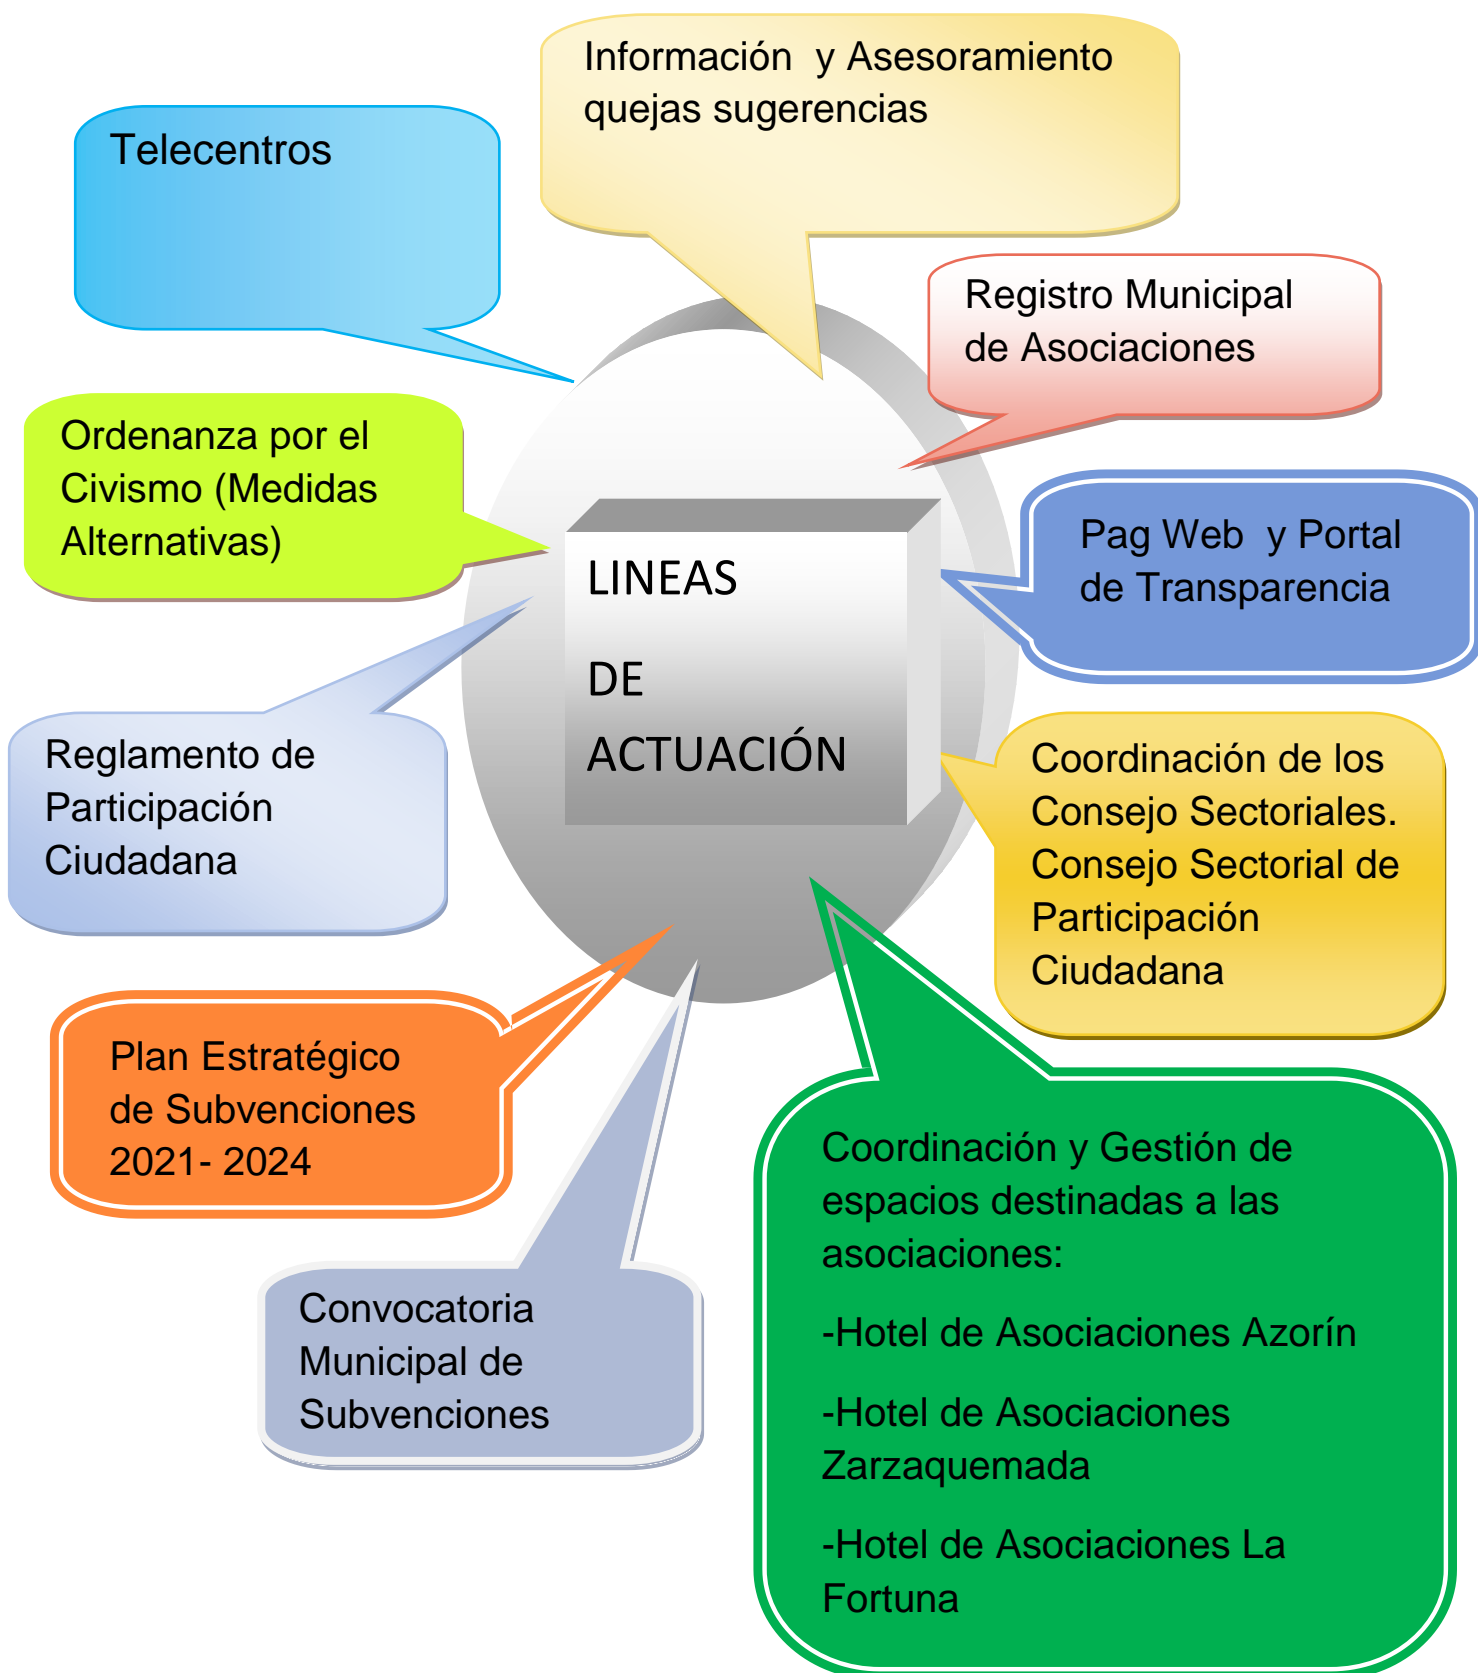 Información y Asesoramiento
quejas sugerencias
Telecentros
Registro Municipal
de Asociaciones
Ordenanza por el
Civismo (Medidas
Alternativas)
Pag Web y Portal
de Transparencia
LINEAS
DE
ACTUACIÓN
Reglamento de
Participación
Ciudadana
Coordinación de los
Consejo Sectoriales.
Consejo Sectorial de
Participación
Ciudadana
Plan Estratégico
de Subvenciones
2021- 2024
Coordinación y Gestión de
espacios destinadas a las
asociaciones:
-Hotel de Asociaciones Azorín
-Hotel de Asociaciones
Zarzaquemada
-Hotel de Asociaciones La
Fortuna
Convocatoria
Municipal de
Subvenciones